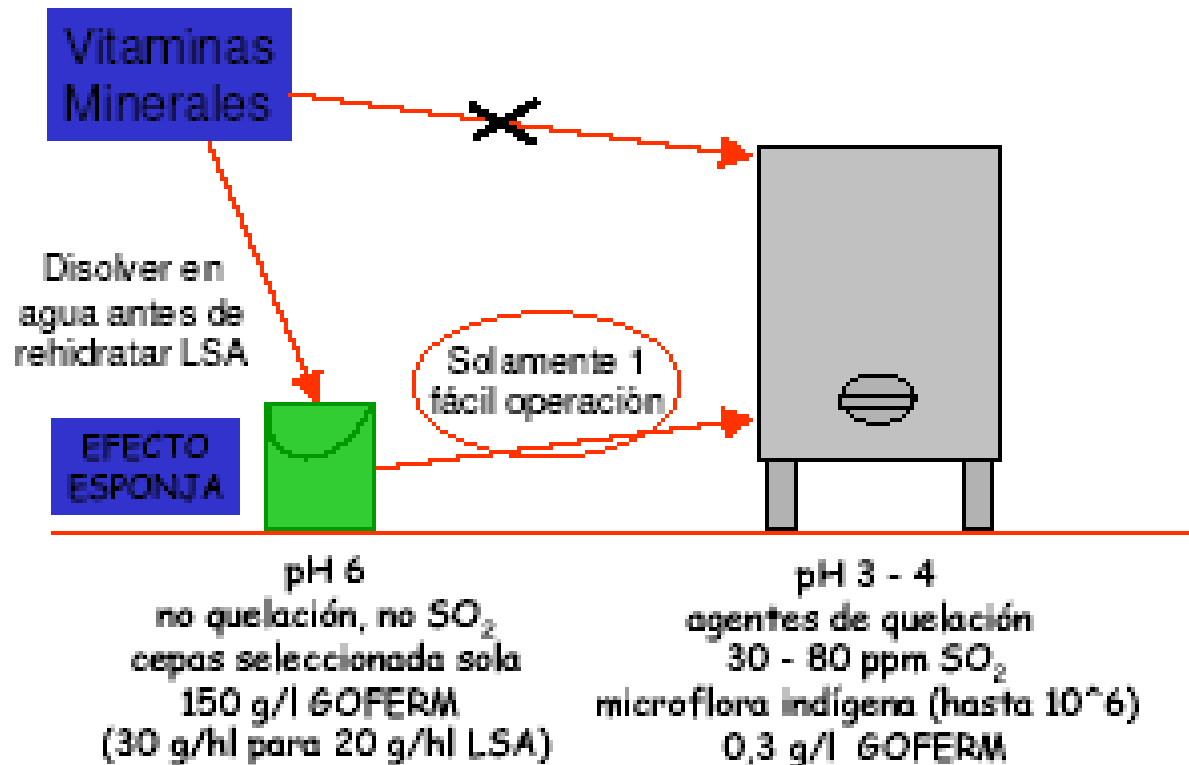 Vitaminas
Minerales
Disolver en
agua antes de
rehidratar LSA
Solamente 1
fácil operación
EFECTO
ESPONJA
pH 6
no quelación, no SO₂
cepas seleccionada sola
150 g/l GOFERM
(30 g/hl para 20 g/hl LSA)
pH 3 - 4
agentes de quelación
30 - 80 ppm SO₂
microflora indígena (hasta 10^6)
0,3 g/l GOFERM